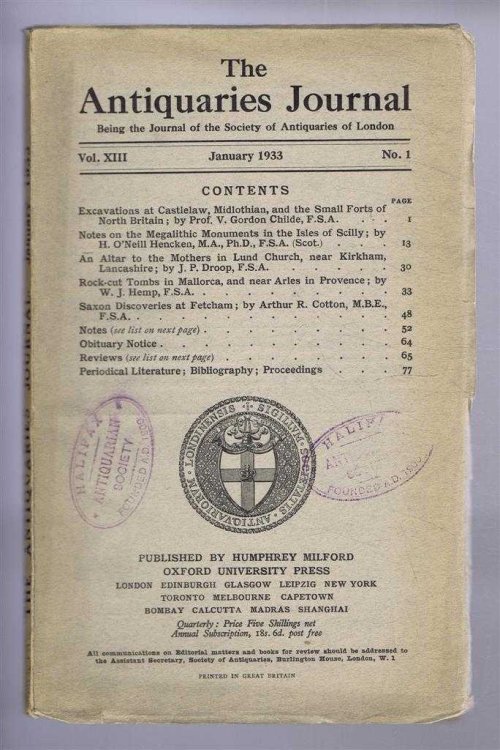 The
Antiquaries Journal
Being the Journal of the Society of Antiquaries of London
Vol. XIII January 1933 No. 1
CONTENTS
PAGE
Excavations at Castlelaw, Midlothian, and the Small Forts of
North Britain; by Prof. V. Gordon Childe, F.S.A. . . 1
Notes on the Megalithic Monuments in the Isles of Scilly; by
H. O'Neill Hencken, M.A., Ph.D., F.S.A. (Scot.) . . . 13
An Altar to the Mothers in Lund Church, near Kirkham,
Lancashire; by J. P. Droop, F.S.A. . . . . . 30
Rock-cut Tombs in Mallorca, and near Arles in Provence; by
W. J. Hemp, F.S.A. . . . . . . . . 33
Saxon Discoveries at Fetcham; by Arthur R. Cotton, M.B.E.,
F.S.A. . . . . . . . . . . 48
Notes (see list on next page) . . . . . . . 52
Obituary Notice . . . . . . . . . 64
Reviews (see list on next page) . . . . . . 65
Periodical Literature; Bibliography; Proceedings . . . 77
SIGILLVM SOCIETATIS ANTIQVARIORVM LONDINENSIS
HALIFAX
ANTIQUARIAN
SOCIETY
FOUNDED A.D.
HALIFAX
FOUNDED A.D.
PUBLISHED BY HUMPHREY MILFORD
OXFORD UNIVERSITY PRESS
LONDON EDINBURGH GLASGOW LEIPZIG NEW YORK
TORONTO MELBOURNE CAPETOWN
BOMBAY CALCUTTA MADRAS SHANGHAI
Quarterly: Price Five Shillings net
Annual Subscription, 18s. 6d. post free
All communications on Editorial matters and books for review should be addressed to
the Assistant Secretary, Society of Antiquaries, Burlington House, London, W. 1
PRINTED IN GREAT BRITAIN